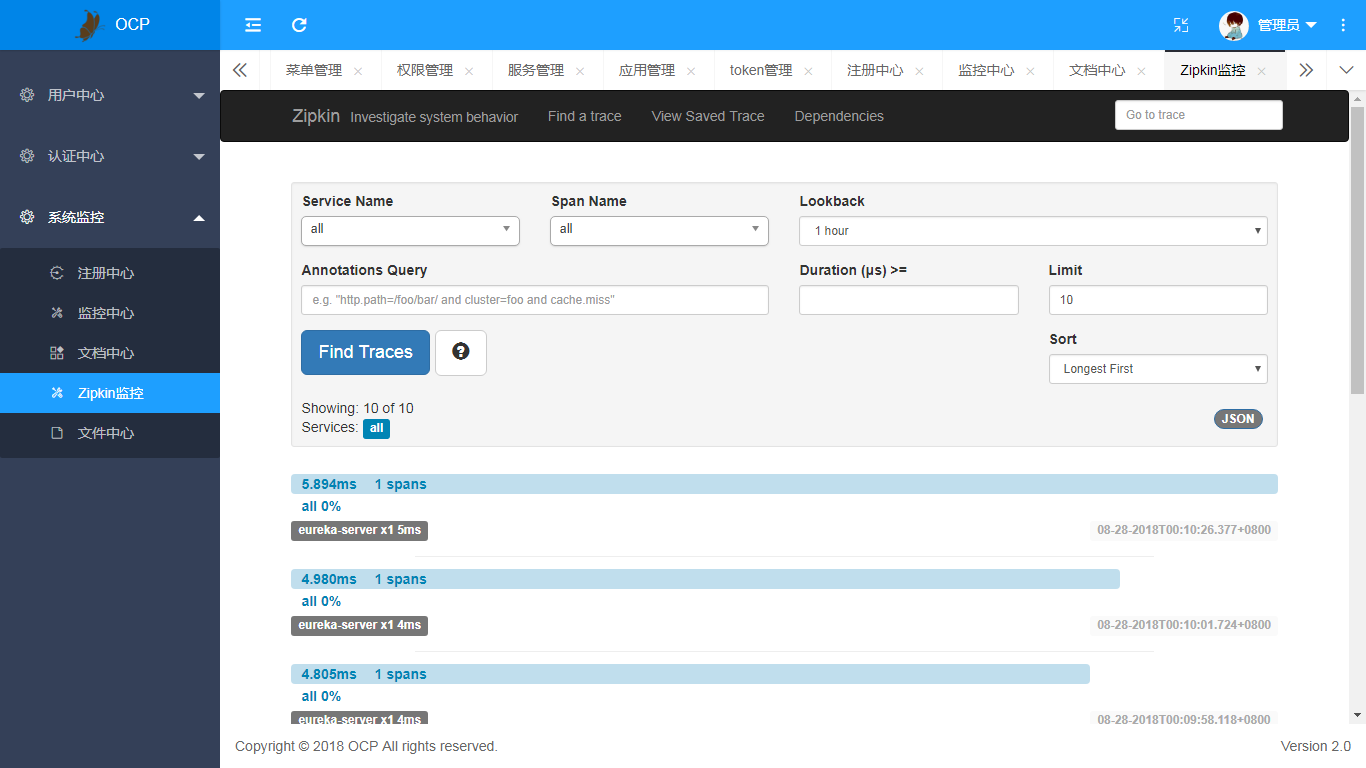 OCP
管理员
用户中心
认证中心
系统监控
注册中心
监控中心
文档中心
Zipkin监控
文件中心
菜单管理 权限管理 服务管理 应用管理 token管理 注册中心 监控中心 文档中心 Zipkin监控
Zipkin Investigate system behavior Find a trace View Saved Trace Dependencies Go to trace
Service Name Span Name Lookback
all all 1 hour
Annotations Query Duration (μs) >= Limit
e.g. "http.path=/foo/bar/ and cluster=foo and cache.miss" 10
Find Traces Sort
Longest First
Showing: 10 of 10
Services: all JSON
5.894ms 1 spans
all 0%
eureka-server x1 5ms 08-28-2018T00:10:26.377+0800
4.980ms 1 spans
all 0%
eureka-server x1 4ms 08-28-2018T00:10:01.724+0800
4.805ms 1 spans
all 0%
eureka-server x1 4ms 08-28-2018T00:09:58.118+0800
Copyright © 2018 OCP All rights reserved. Version 2.0